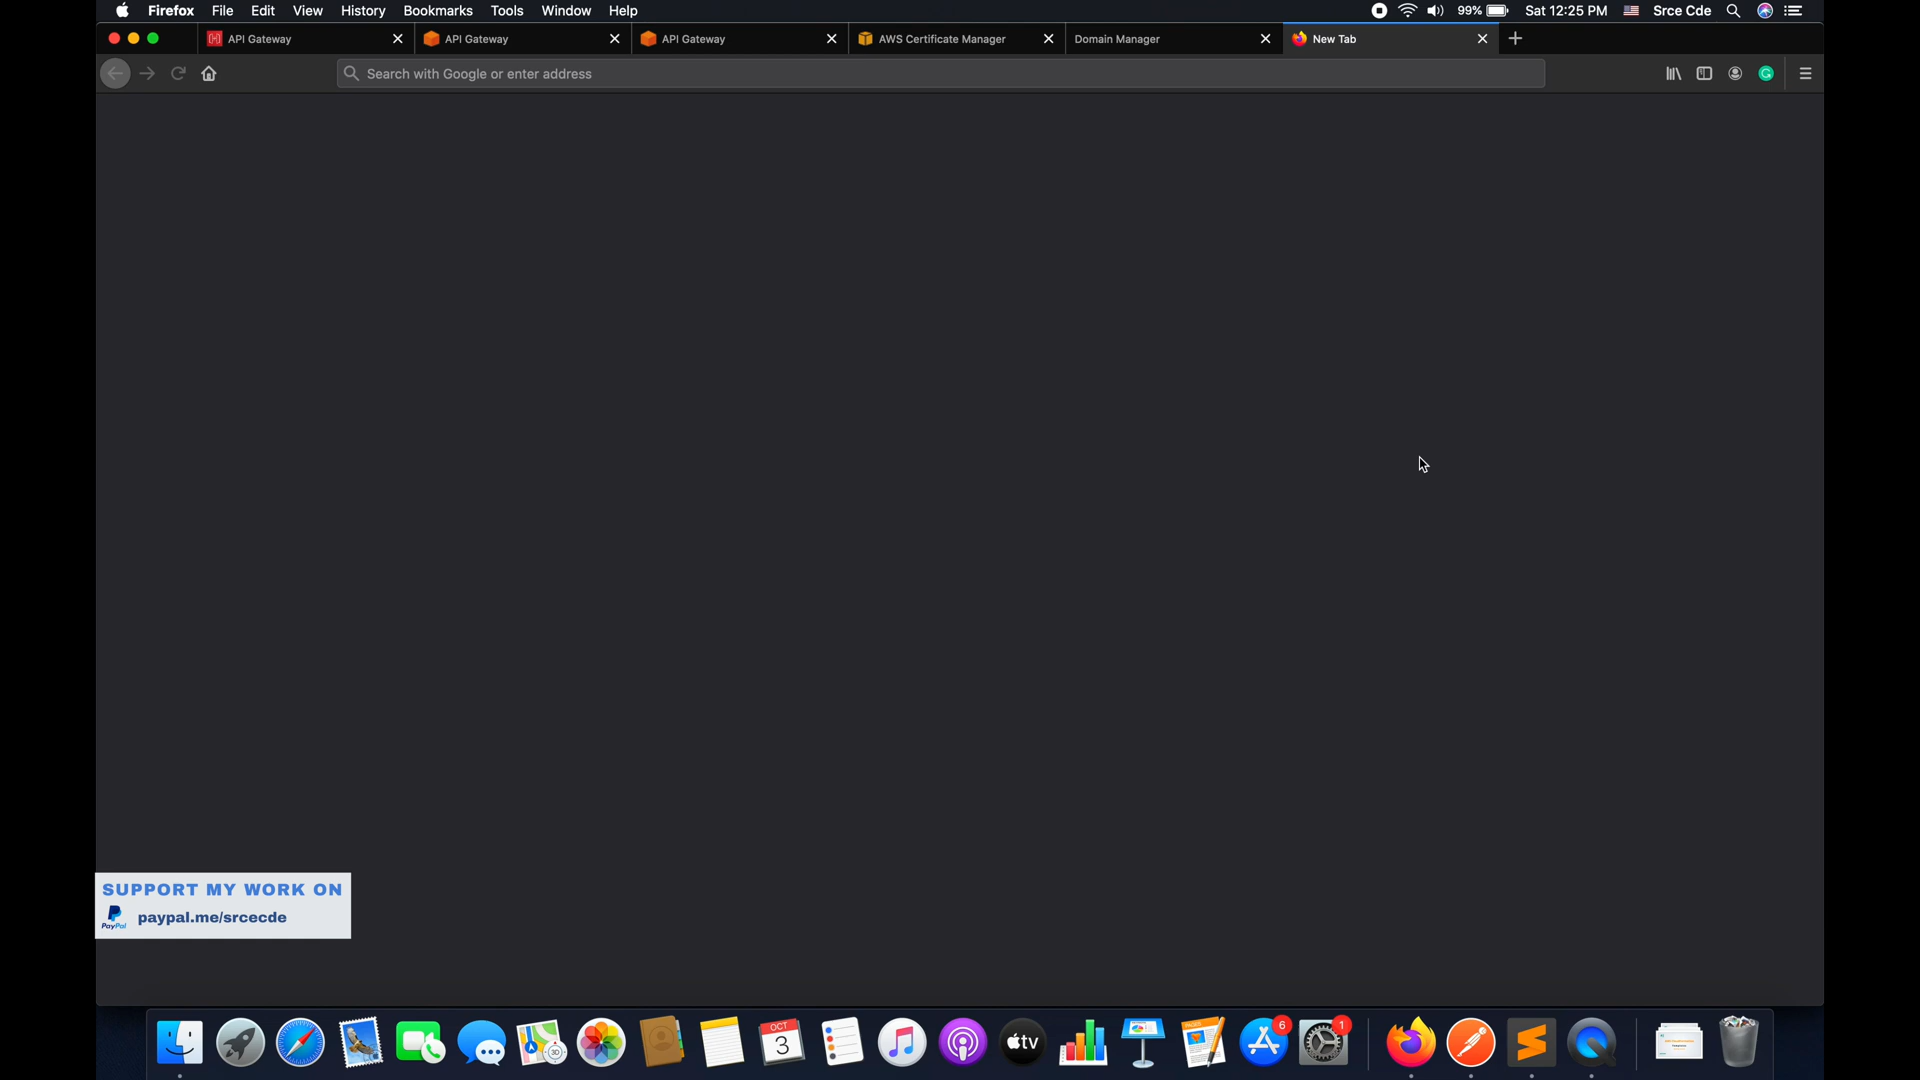 Firefox File Edit View History Bookmarks Tools Window Help 99% Sat 12:25 PM Srce Cde
API Gateway API Gateway API Gateway AWS Certificate Manager Domain Manager New Tab
Search with Google or enter address
SUPPORT MY WORK ON
PayPal paypal.me/srcecde
OCT
3
tv
PAGES
6
1